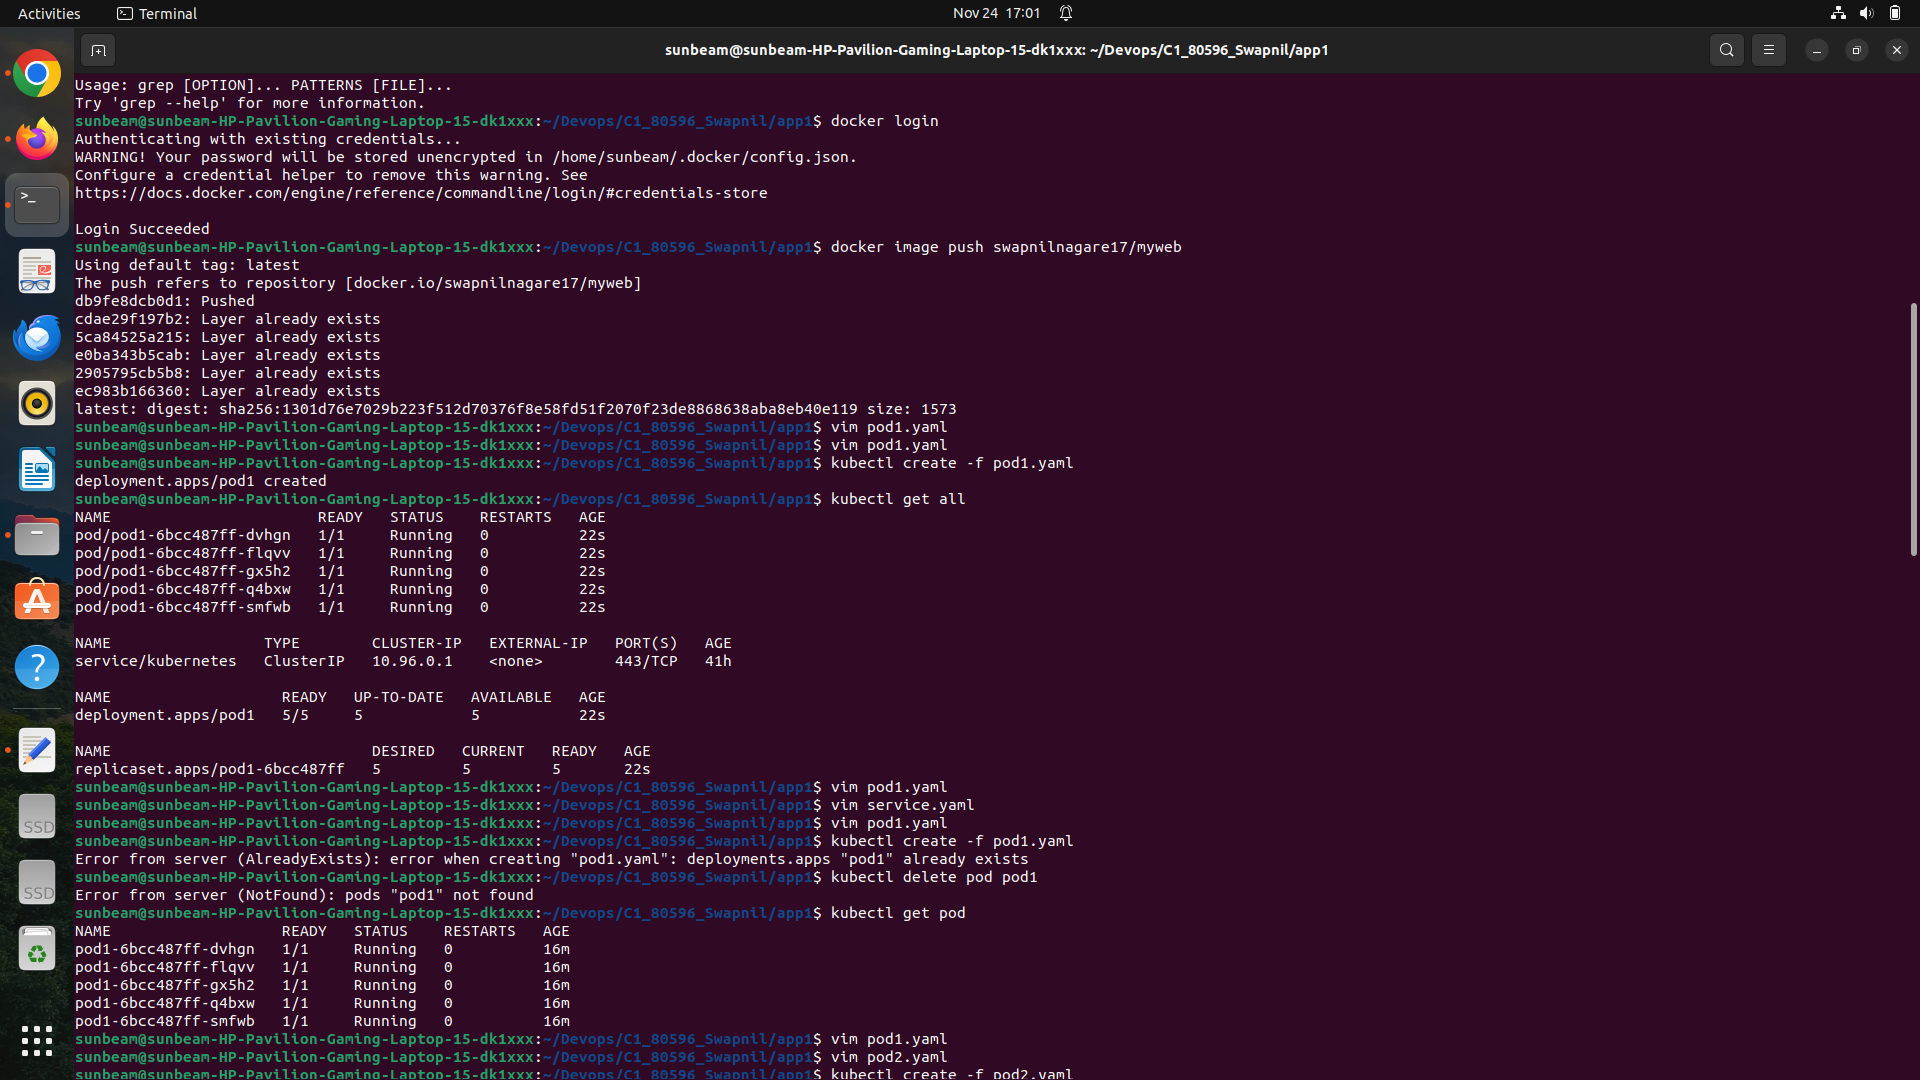 Activities
Terminal
Nov 24 17:01
sunbeam@sunbeam-HP-Pavilion-Gaming-Laptop-15-dk1xxx: ~/Devops/C1_80596_Swapnil/app1
Usage: grep [OPTION]... PATTERNS [FILE]...
Try 'grep --help' for more information.
sunbeam@sunbeam-HP-Pavilion-Gaming-Laptop-15-dk1xxx:~/Devops/C1_80596_Swapnil/app1$ docker login
Authenticating with existing credentials...
WARNING! Your password will be stored unencrypted in /home/sunbeam/.docker/config.json.
Configure a credential helper to remove this warning. See
https://docs.docker.com/engine/reference/commandline/login/#credentials-store
Login Succeeded
sunbeam@sunbeam-HP-Pavilion-Gaming-Laptop-15-dk1xxx:~/Devops/C1_80596_Swapnil/app1$ docker image push swapnilnagare17/myweb
Using default tag: latest
The push refers to repository [docker.io/swapnilnagare17/myweb]
db9fe8dcb0d1: Pushed
cdae29f197b2: Layer already exists
5ca84525a215: Layer already exists
e0ba343b5cab: Layer already exists
2905795cb5b8: Layer already exists
ec983b166360: Layer already exists
latest: digest: sha256:1301d76e7029b223f512d70376f8e58fd51f2070f23de8868638aba8eb40e119 size: 1573
sunbeam@sunbeam-HP-Pavilion-Gaming-Laptop-15-dk1xxx:~/Devops/C1_80596_Swapnil/app1$ vim pod1.yaml
sunbeam@sunbeam-HP-Pavilion-Gaming-Laptop-15-dk1xxx:~/Devops/C1_80596_Swapnil/app1$ vim pod1.yaml
sunbeam@sunbeam-HP-Pavilion-Gaming-Laptop-15-dk1xxx:~/Devops/C1_80596_Swapnil/app1$ kubectl create -f pod1.yaml
deployment.apps/pod1 created
sunbeam@sunbeam-HP-Pavilion-Gaming-Laptop-15-dk1xxx:~/Devops/C1_80596_Swapnil/app1$ kubectl get all
NAME READY STATUS RESTARTS AGE
pod/pod1-6bcc487ff-dvhgn 1/1 Running 0 22s
pod/pod1-6bcc487ff-flqvv 1/1 Running 0 22s
pod/pod1-6bcc487ff-gx5h2 1/1 Running 0 22s
pod/pod1-6bcc487ff-q4bxw 1/1 Running 0 22s
pod/pod1-6bcc487ff-smfwb 1/1 Running 0 22s
NAME TYPE CLUSTER-IP EXTERNAL-IP PORT(S) AGE
service/kubernetes ClusterIP 10.96.0.1 <none> 443/TCP 41h
NAME READY UP-TO-DATE AVAILABLE AGE
deployment.apps/pod1 5/5 5 5 22s
NAME DESIRED CURRENT READY AGE
replicaset.apps/pod1-6bcc487ff 5 5 5 22s
sunbeam@sunbeam-HP-Pavilion-Gaming-Laptop-15-dk1xxx:~/Devops/C1_80596_Swapnil/app1$ vim pod1.yaml
sunbeam@sunbeam-HP-Pavilion-Gaming-Laptop-15-dk1xxx:~/Devops/C1_80596_Swapnil/app1$ vim service.yaml
sunbeam@sunbeam-HP-Pavilion-Gaming-Laptop-15-dk1xxx:~/Devops/C1_80596_Swapnil/app1$ vim pod1.yaml
sunbeam@sunbeam-HP-Pavilion-Gaming-Laptop-15-dk1xxx:~/Devops/C1_80596_Swapnil/app1$ kubectl create -f pod1.yaml
Error from server (AlreadyExists): error when creating "pod1.yaml": deployments.apps "pod1" already exists
sunbeam@sunbeam-HP-Pavilion-Gaming-Laptop-15-dk1xxx:~/Devops/C1_80596_Swapnil/app1$ kubectl delete pod pod1
Error from server (NotFound): pods "pod1" not found
sunbeam@sunbeam-HP-Pavilion-Gaming-Laptop-15-dk1xxx:~/Devops/C1_80596_Swapnil/app1$ kubectl get pod
NAME READY STATUS RESTARTS AGE
pod1-6bcc487ff-dvhgn 1/1 Running 0 16m
pod1-6bcc487ff-flqvv 1/1 Running 0 16m
pod1-6bcc487ff-gx5h2 1/1 Running 0 16m
pod1-6bcc487ff-q4bxw 1/1 Running 0 16m
pod1-6bcc487ff-smfwb 1/1 Running 0 16m
sunbeam@sunbeam-HP-Pavilion-Gaming-Laptop-15-dk1xxx:~/Devops/C1_80596_Swapnil/app1$ vim pod1.yaml
sunbeam@sunbeam-HP-Pavilion-Gaming-Laptop-15-dk1xxx:~/Devops/C1_80596_Swapnil/app1$ vim pod2.yaml
sunbeam@sunbeam-HP-Pavilion-Gaming-Laptop-15-dk1xxx:~/Devops/C1_80596_Swapnil/app1$ kubectl create -f pod2.yaml
SSD
SSD